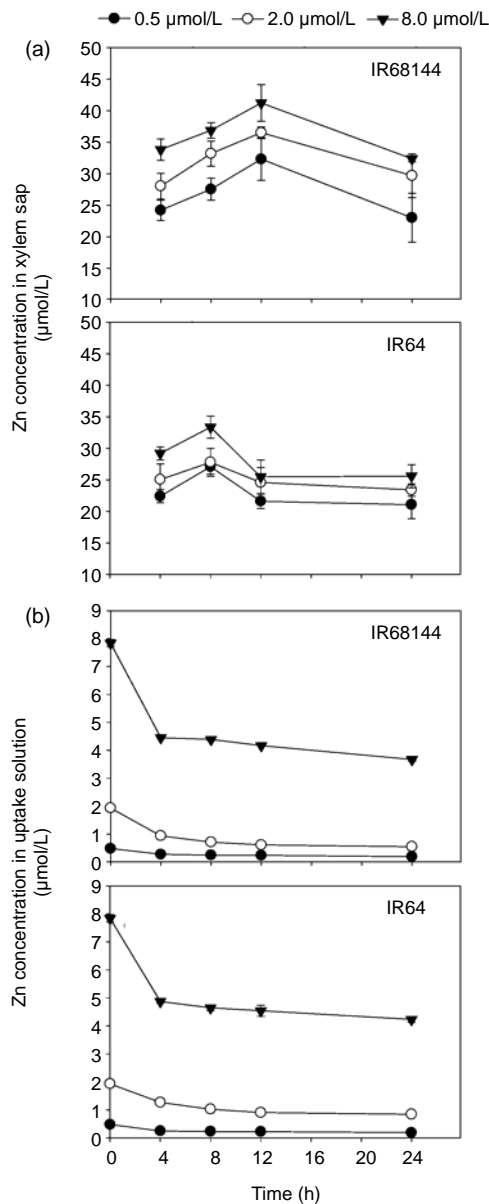 0.5 µmol/L 2.0 µmol/L 8.0 µmol/L
(a)
IR68144
50
45
40
35
30
25
20
15
10
IR64
50
45
40
35
30
25
20
15
10
Zn concentration in xylem sap
(µmol/L)
(b)
IR68144
9
8
7
6
5
4
3
2
1
0
IR64
9
8
7
6
5
4
3
2
1
0
Zn concentration in uptake solution
(µmol/L)
0 4 8 12 16 20 24
Time (h)